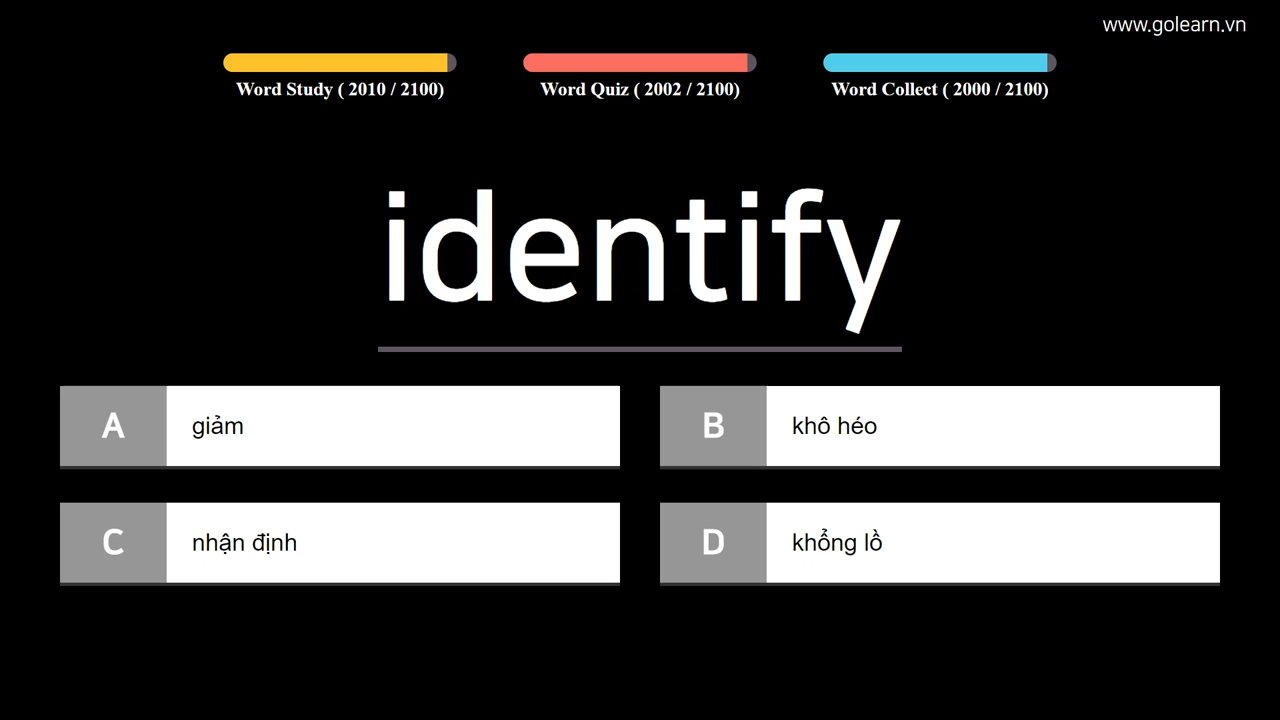 www.golearn.vn
Word Study ( 2010 / 2100)
Word Quiz ( 2002 / 2100)
Word Collect ( 2000 / 2100)
identify
A giảm
B khô héo
C nhận định
D khổng lồ